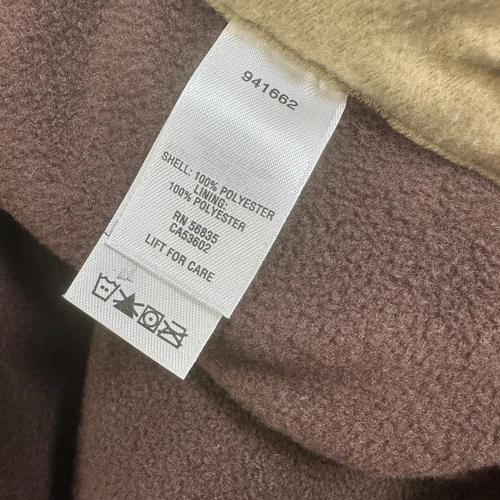 941662
SHELL: 100% POLYESTER
LINING:
100% POLYESTER
RN 56835
CA53602
LIFT FOR CARE